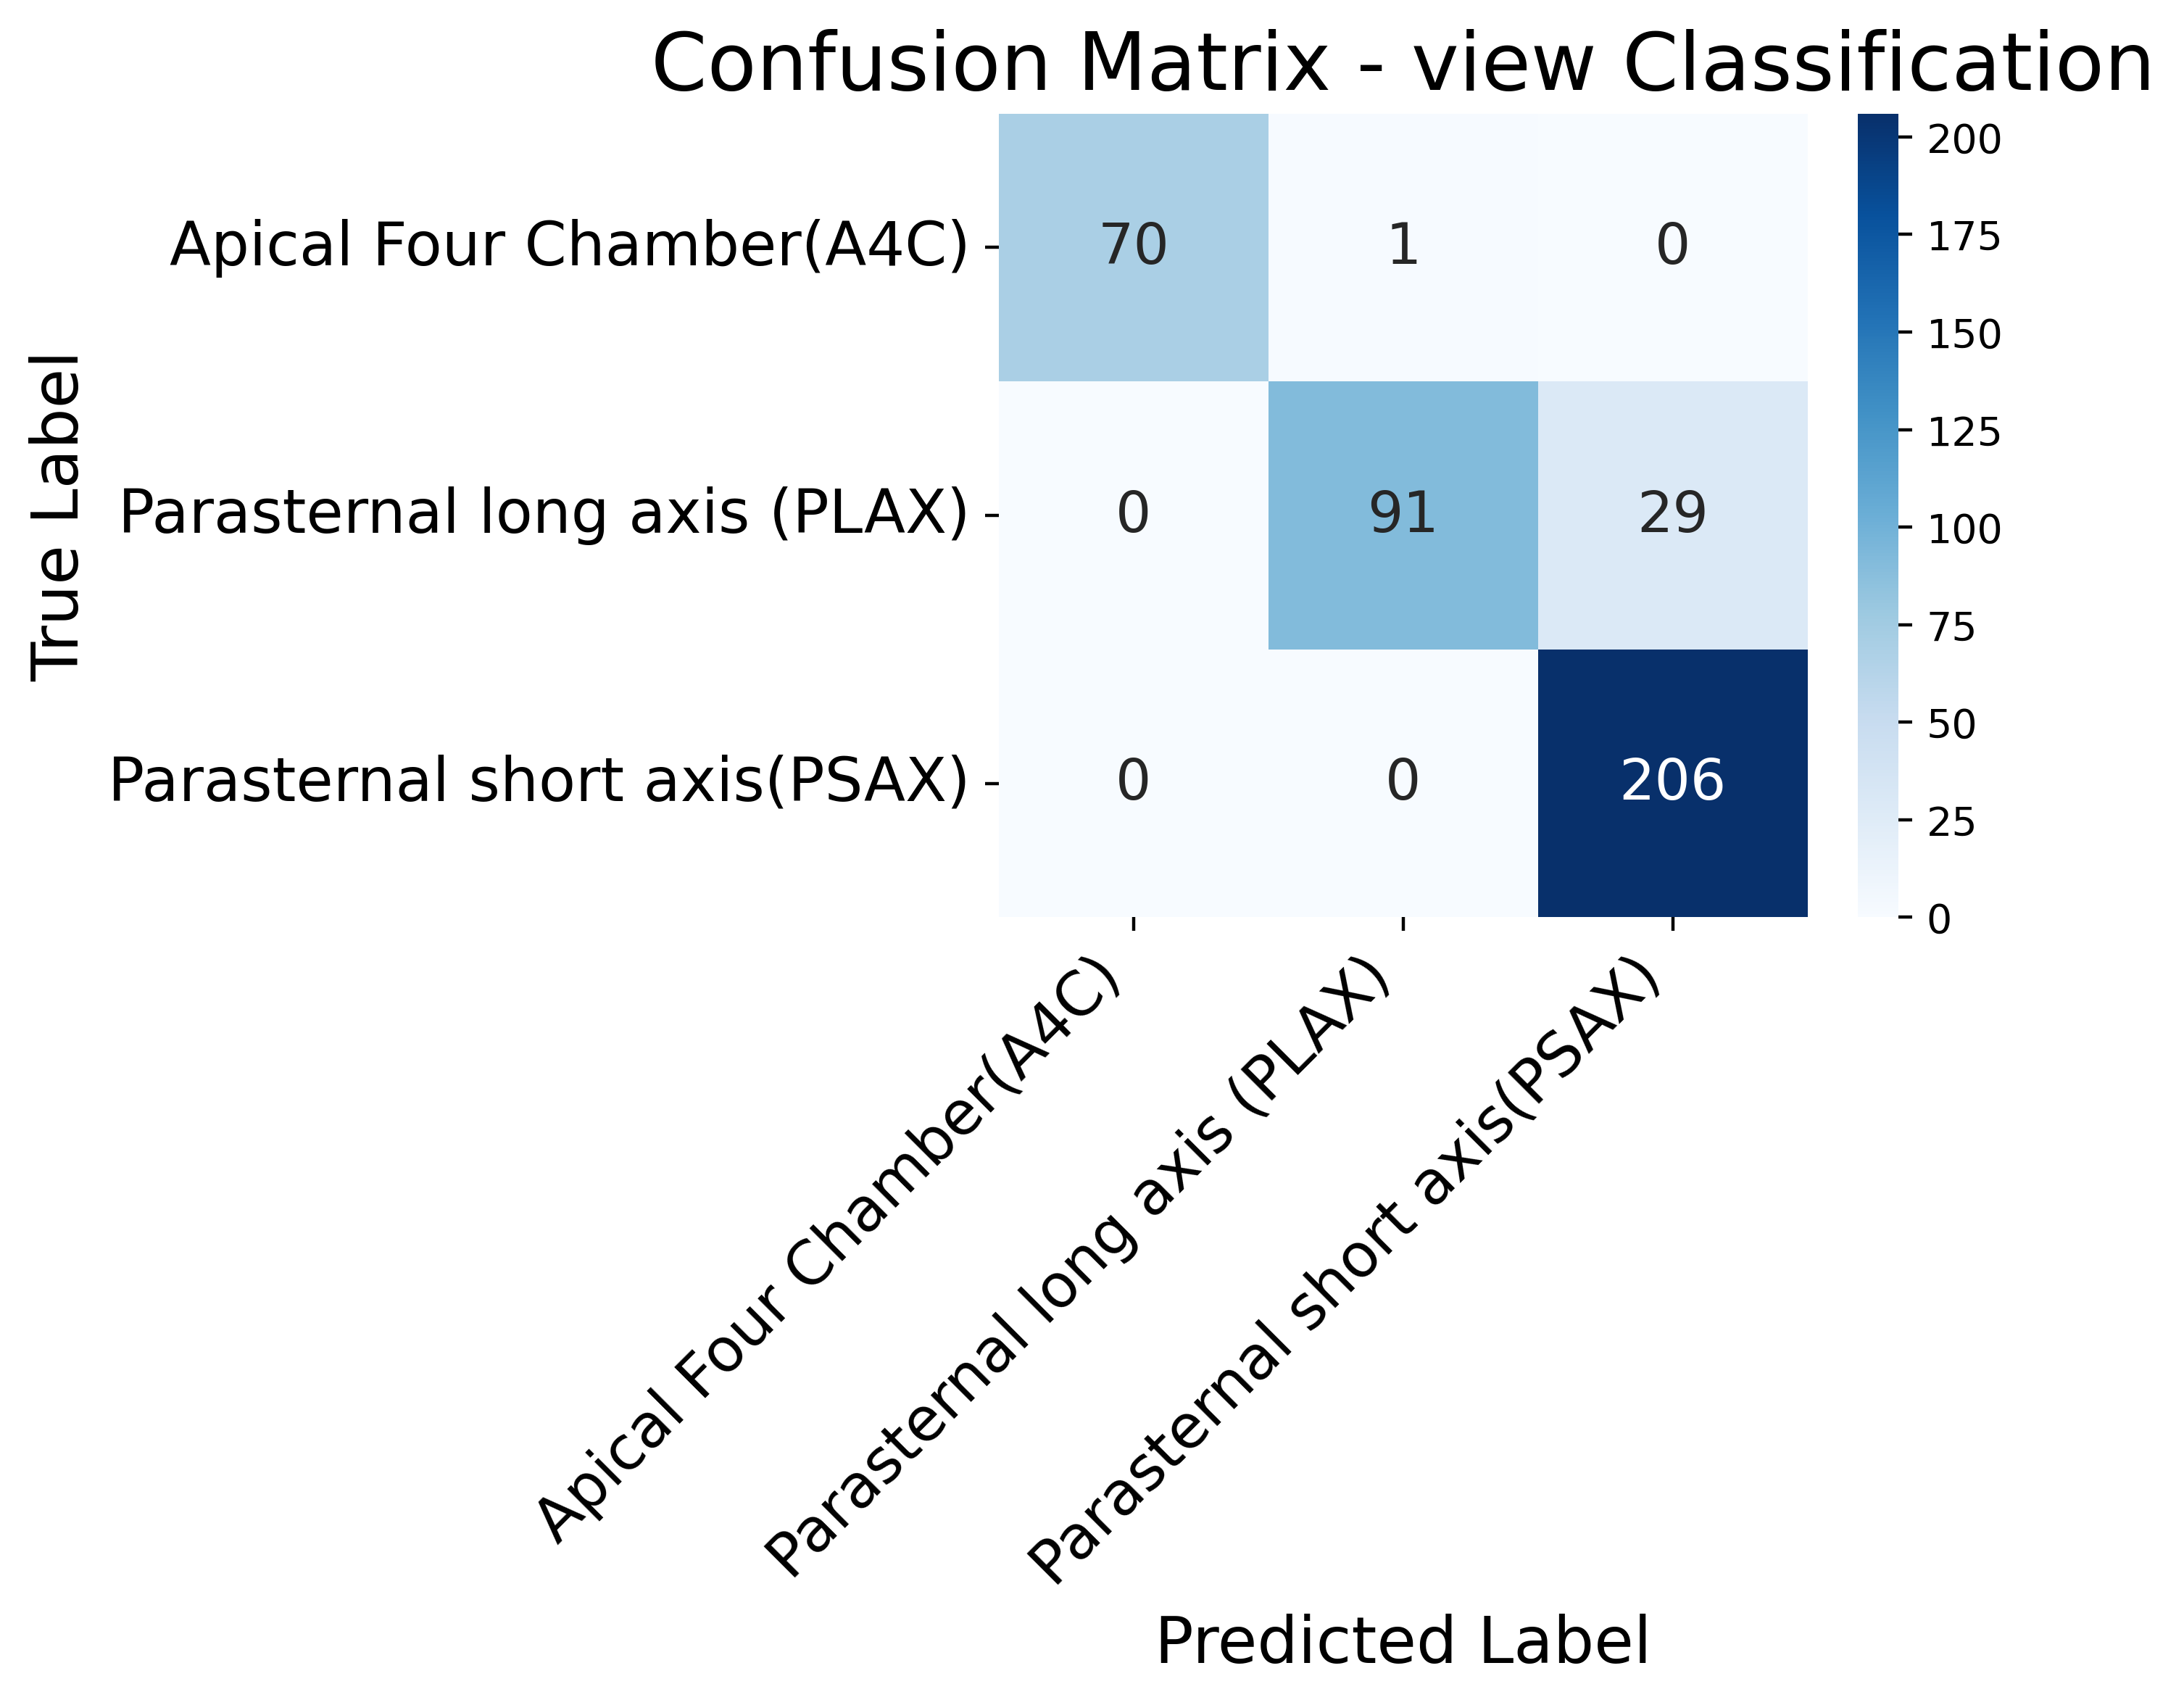 Confusion Matrix - view Classification
True Label
Apical Four Chamber(A4C)
70 1 0
Parasternal long axis (PLAX)
0 91 29
Parasternal short axis(PSAX)
0 0 206
200
175
150
125
100
75
50
25
0
Apical Four Chamber(A4C)
Parasternal long axis (PLAX)
Parasternal short axis(PSAX)
Predicted Label